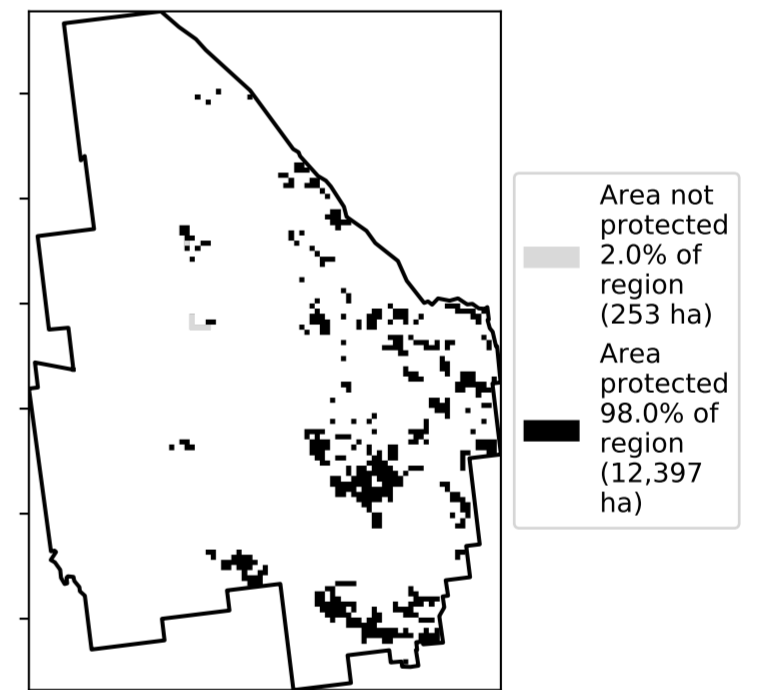 Area not
protected
2.0% of
region
(253 ha)
Area
protected
98.0% of
region
(12,397
ha)